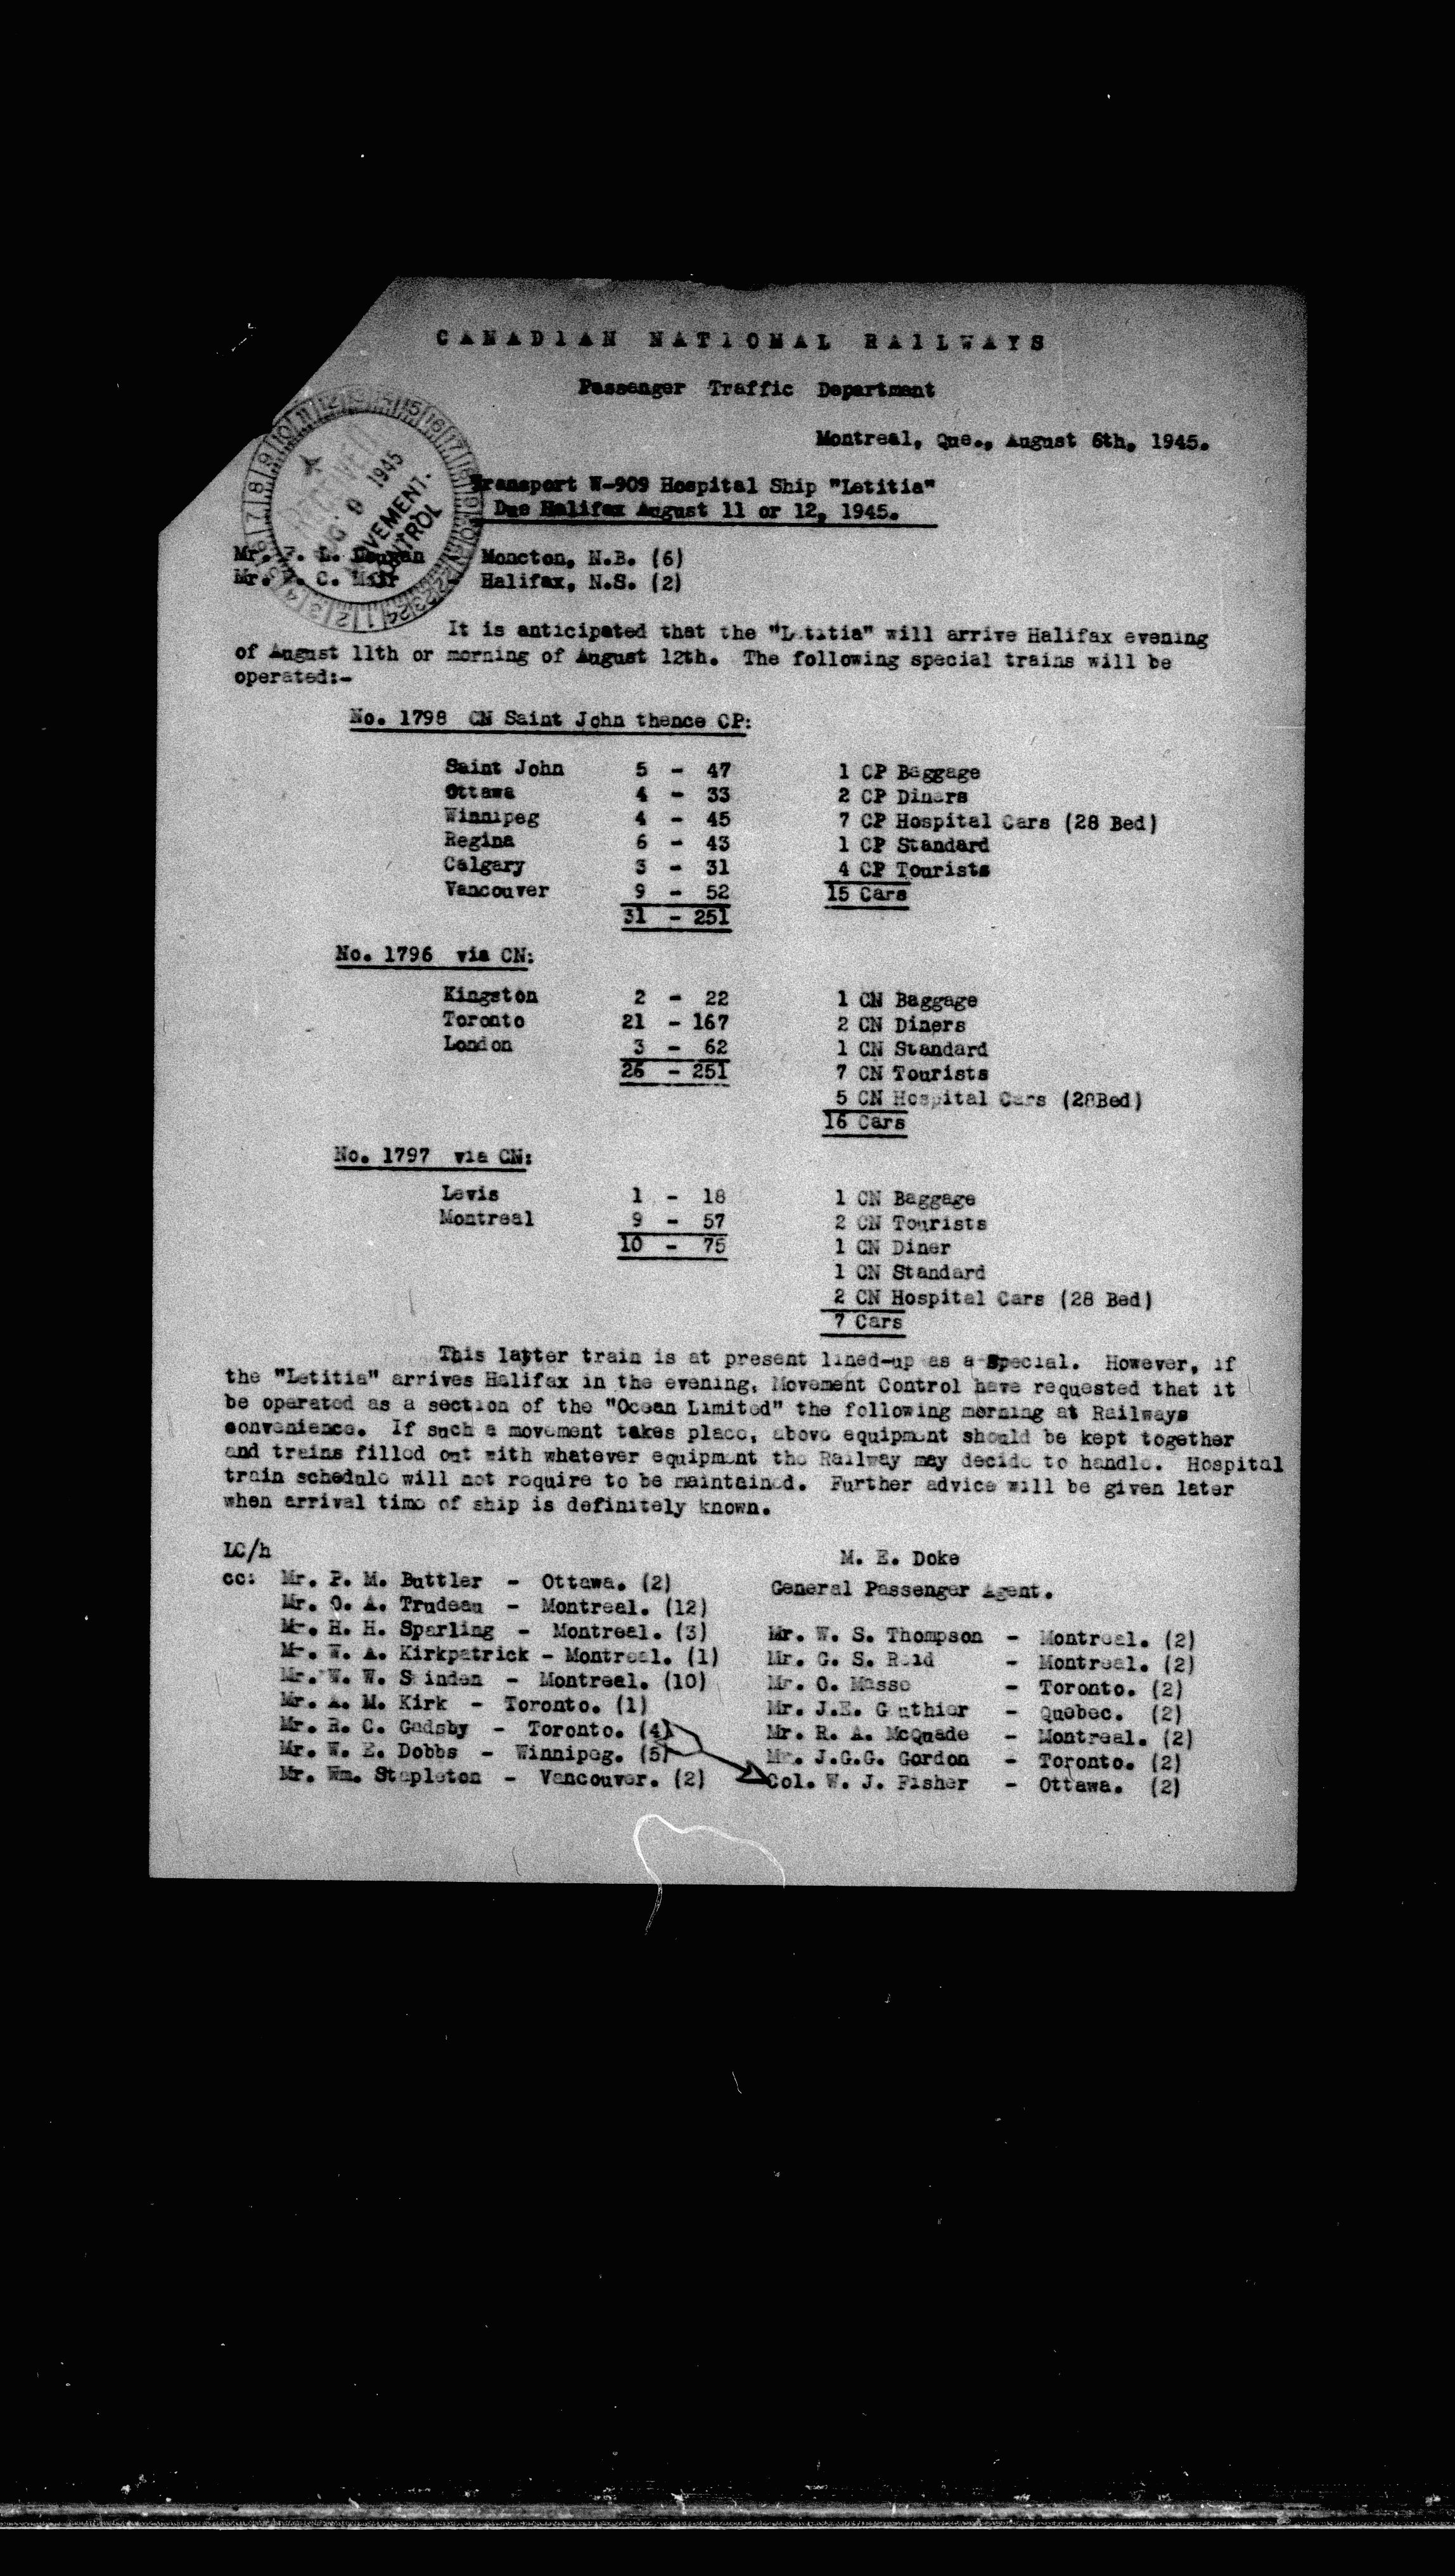 CANADIAN NATIONAL RAILWAYS
Passenger Traffic Department
Montreal, Que., August 6th, 1945.
RECEIVED
AUG 9 1945
MOVEMENT.
CONTROL
Transport W-909 Hospital Ship "Letitia"
Due Halifax August 11 or 12, 1945.
Mr. Moncton, N.B. (6)
Mr. C. Halifax, N.S. (2)
It is anticipated that the "Letitia" will arrive Halifax evening
of August 11th or morning of August 12th. The following special trains will be
operated:-
No. 1798 CN Saint John thence CP:
Saint John 5 - 47 1 CP Baggage
Ottawa 4 - 33 2 CP Diners
Winnipeg 4 - 45 7 CP Hospital Cars (28 Bed)
Regina 6 - 43 1 CP Standard
Calgary 3 - 31 4 CP Tourists
Vancouver 9 - 52 15 Cars
31 - 251
No. 1796 via CN:
Kingston 2 - 22 1 CN Baggage
Toronto 21 - 167 2 CN Diners
London 3 - 62 1 CN Standard
26 - 251 7 CN Tourists
5 CN Hospital Cars (28Bed)
16 Cars
No. 1797 via CN:
Levis 1 - 18 1 CN Baggage
Montreal 9 - 57 2 CN Tourists
10 - 75 1 CN Diner
1 CN Standard
2 CN Hospital Cars (28 Bed)
7 Cars
This latter train is at present lined-up as a Special. However, if
the "Letitia" arrives Halifax in the evening, Movement Control have requested that it
be operated as a section of the "Ocean Limited" the following morning at Railways
convenience. If such a movement takes place, above equipment should be kept together
and trains filled out with whatever equipment the Railway may decide to handle. Hospital
train schedule will not require to be maintained. Further advice will be given later
when arrival time of ship is definitely known.
LC/h
M. E. Doke
General Passenger Agent.
cc: Mr. P. M. Buttler - Ottawa. (2)
Mr. O. A. Trudeau - Montreal. (12)
Mr. H. H. Sparling - Montreal. (3) Mr. W. S. Thompson - Montreal. (2)
Mr. W. A. Kirkpatrick - Montreal. (1) Mr. G. S. Reid - Montreal. (2)
Mr. W. W. Swinden - Montreal. (10) Mr. O. Masse - Toronto. (2)
Mr. A. M. Kirk - Toronto. (1) Mr. J.E. Gauthier - Quebec. (2)
Mr. R. C. Gadsby - Toronto. (4) Mr. R. A. McQuade - Montreal. (2)
Mr. W. E. Dobbs - Winnipeg. (5) Mr. J.G.G. Gordon - Toronto. (2)
Mr. Wm. Stapleton - Vancouver. (2) Col. W. J. Fisher - Ottawa. (2)